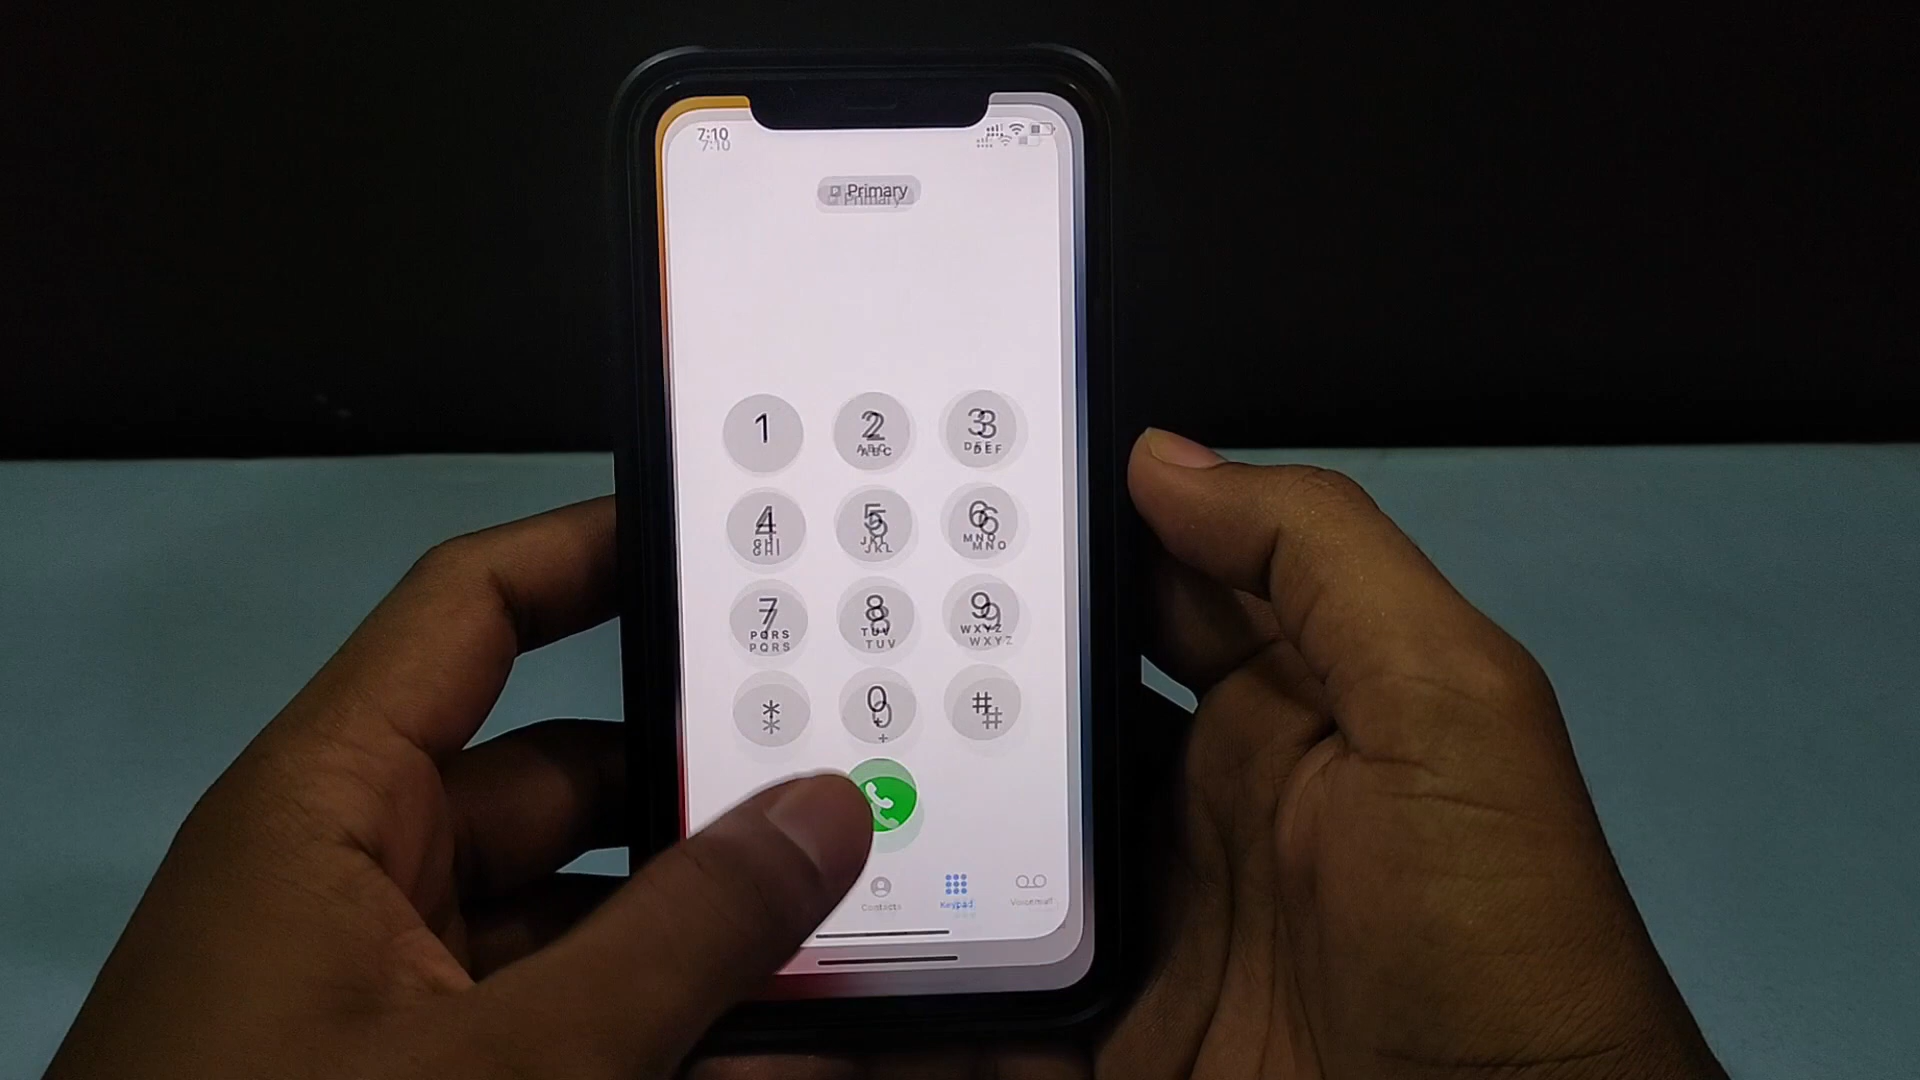 7:10
Primary
1 2 3
ABC DEF
4 5 6
GHI JKL MNO
7 8 9
PQRS TUV WXYZ
* 0 #
+
Contacts Keypad Voicemail